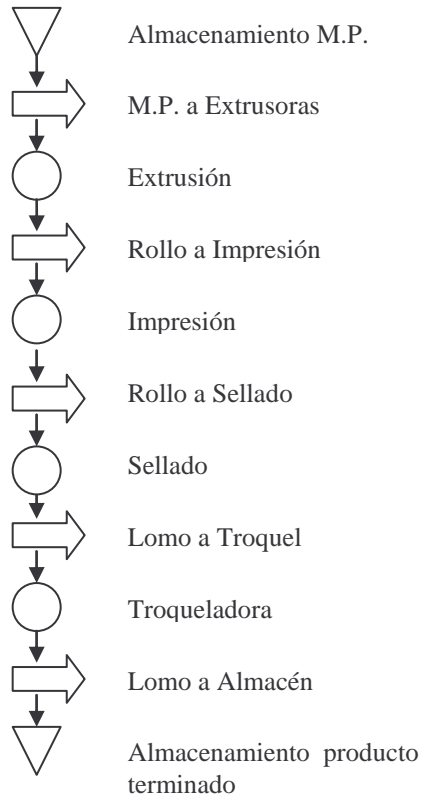 Almacenamiento M.P.
M.P. a Extrusoras
Extrusión
Rollo a Impresión
Impresión
Rollo a Sellado
Sellado
Lomo a Troquel
Troqueladora
Lomo a Almacén
Almacenamiento producto
terminado